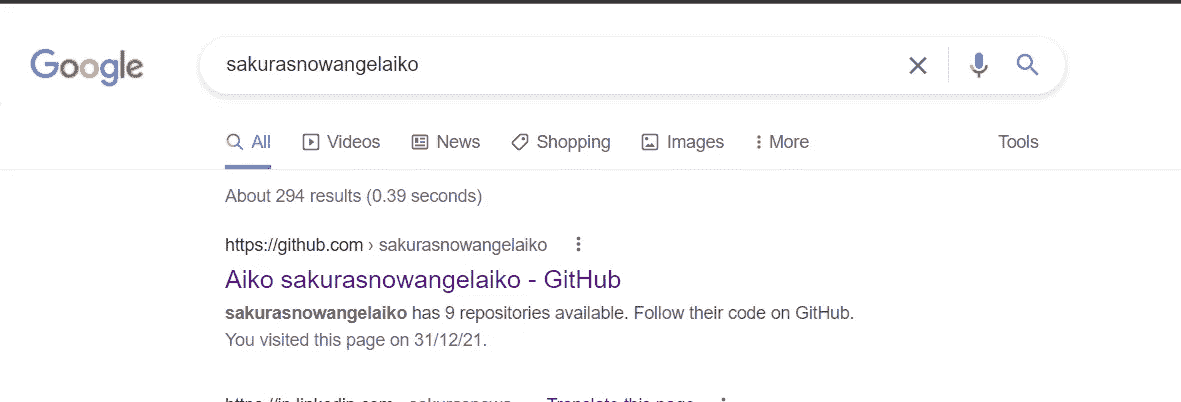 Google
sakurasnowangelaiko
All Videos News Shopping Images More Tools
About 294 results (0.39 seconds)
https://github.com › sakurasnowangelaiko
Aiko sakurasnowangelaiko - GitHub
sakurasnowangelaiko has 9 repositories available. Follow their code on GitHub.
You visited this page on 31/12/21.
https://in.linkedin.com › sakurasnowa... Translate this page